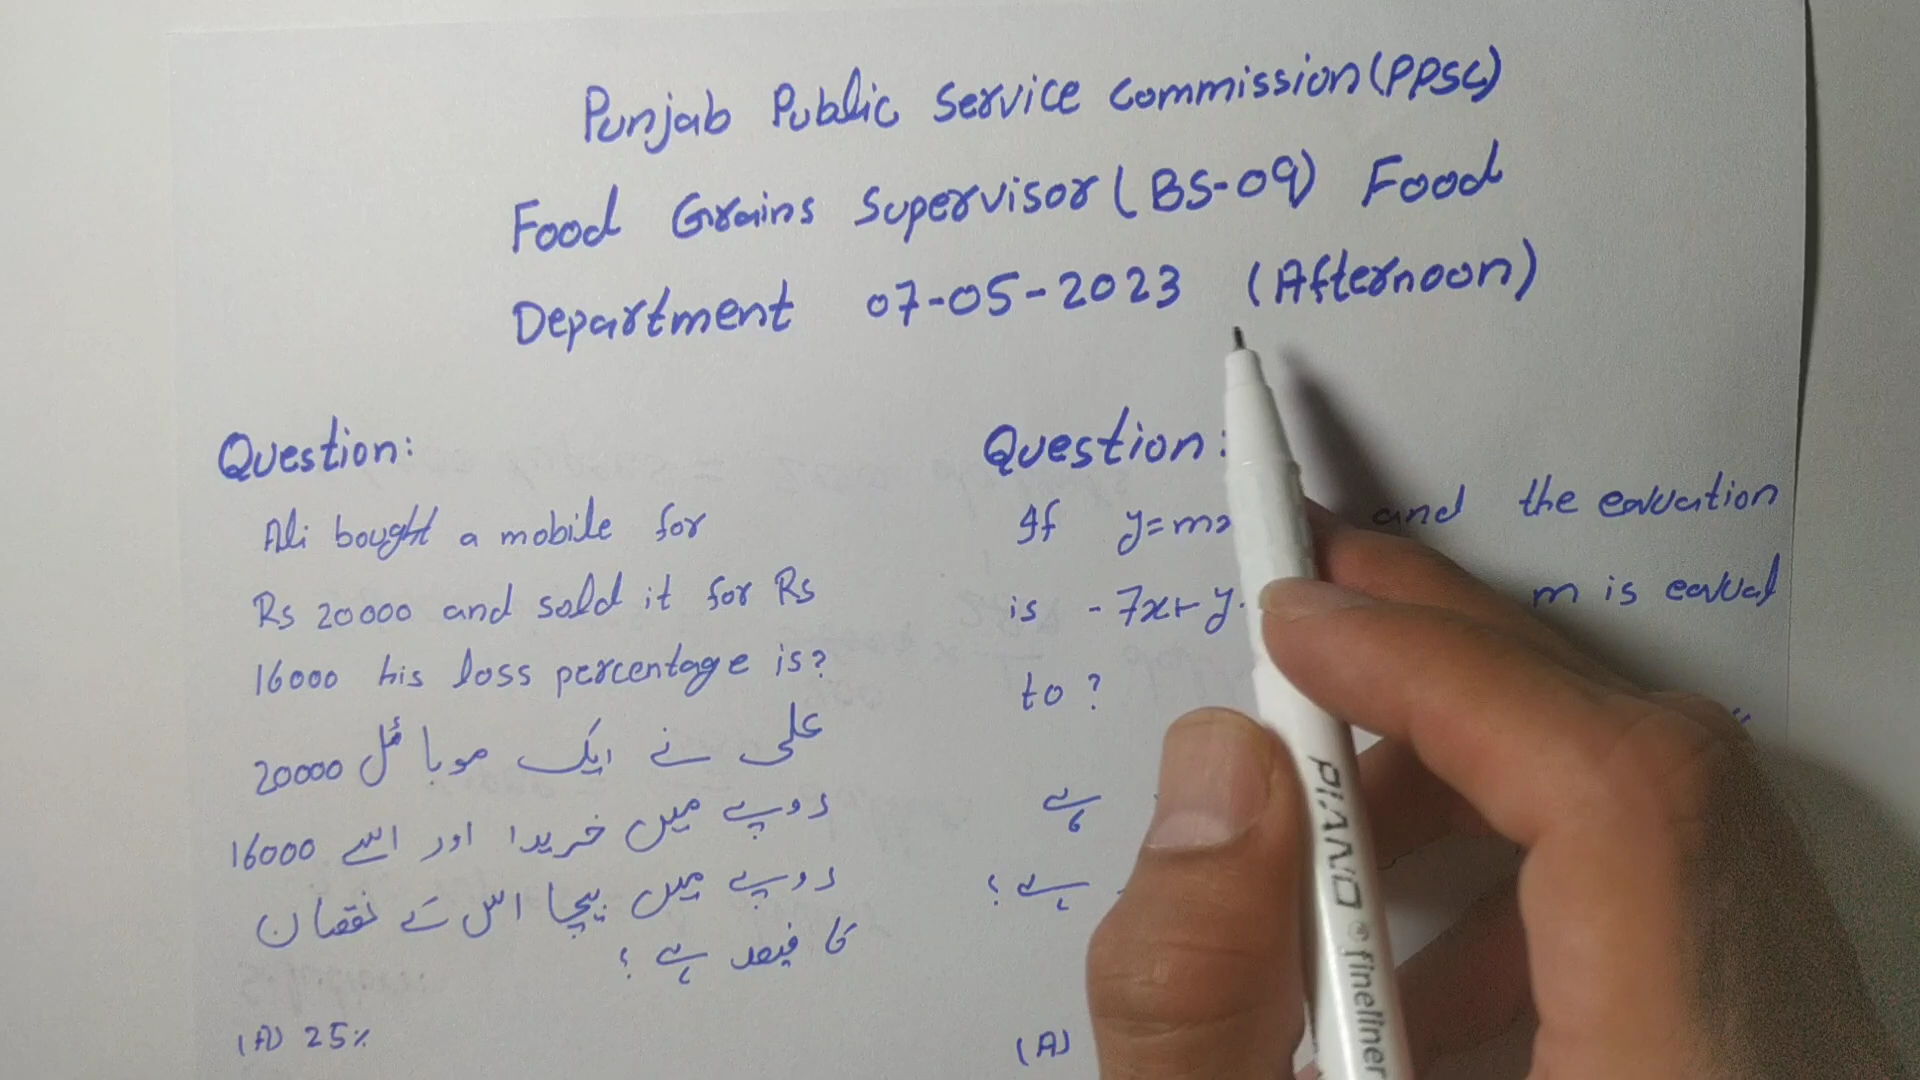 Punjab Public Service Commission (PPSC)
Food Grains Supervisor (BS-09) Food
Department 07-05-2023 (Afternoon)
Question:
Ali bought a mobile for
Rs 20000 and sold it for Rs
16000 his loss percentage is?
علی نے ایک موبائل 20000
روپے میں خریدا اور اسے 16000
روپے میں بیچا اس کے نقصان
کا فیصد ہے ؟
(A) 25%
Question:
If y=m and the equation
is -7x+y m is equal
to ?
ہے
ہے ؟
(A)
PIANO ® fineliner